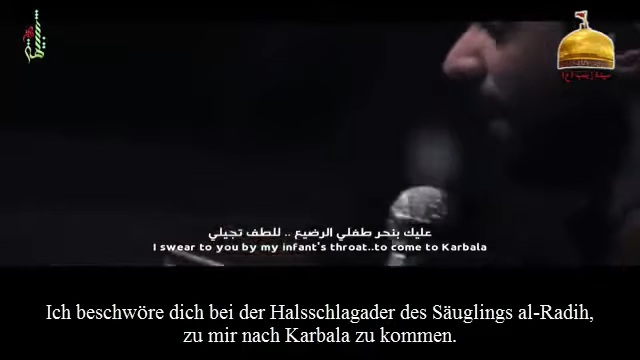 عليك بنحر طفلي الرضيع .. للطف تجيلي
I swear to you by my infant's throat..to come to Karbala
Ich beschwöre dich bei der Halsschlagader des Säuglings al-Radih,
zu mir nach Karbala zu kommen.